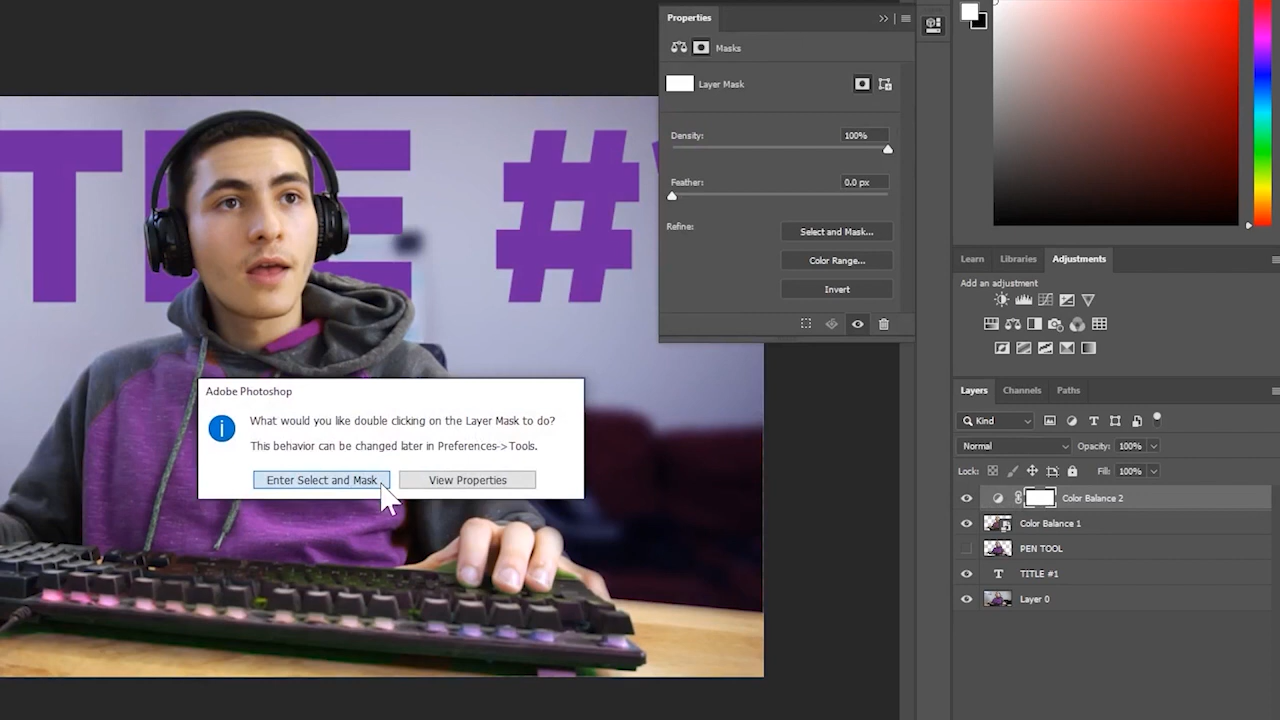 Properties
Masks
Layer Mask
Density:
100%
Feather:
0.0 px
Refine:
Select and Mask...
Color Range...
Invert
TLE #
Adobe Photoshop
What would you like double clicking on the Layer Mask to do?
This behavior can be changed later in Preferences->Tools.
Enter Select and Mask
View Properties
Learn
Libraries
Adjustments
Add an adjustment
Layers
Channels
Paths
Kind
Normal
Opacity: 100%
Lock:
Fill: 100%
Color Balance 2
Color Balance 1
PEN TOOL
T TITLE #1
Layer 0